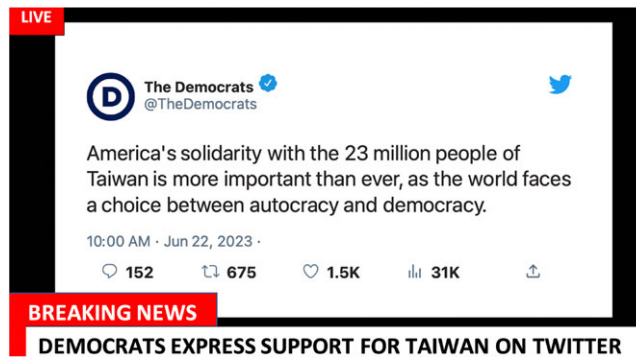 LIVE
D
The Democrats
@TheDemocrats
America's solidarity with the 23 million people of
Taiwan is more important than ever, as the world faces
a choice between autocracy and democracy.
10:00 AM · Jun 22, 2023 ·
152 675 1.5K 31K
BREAKING NEWS
DEMOCRATS EXPRESS SUPPORT FOR TAIWAN ON TWITTER